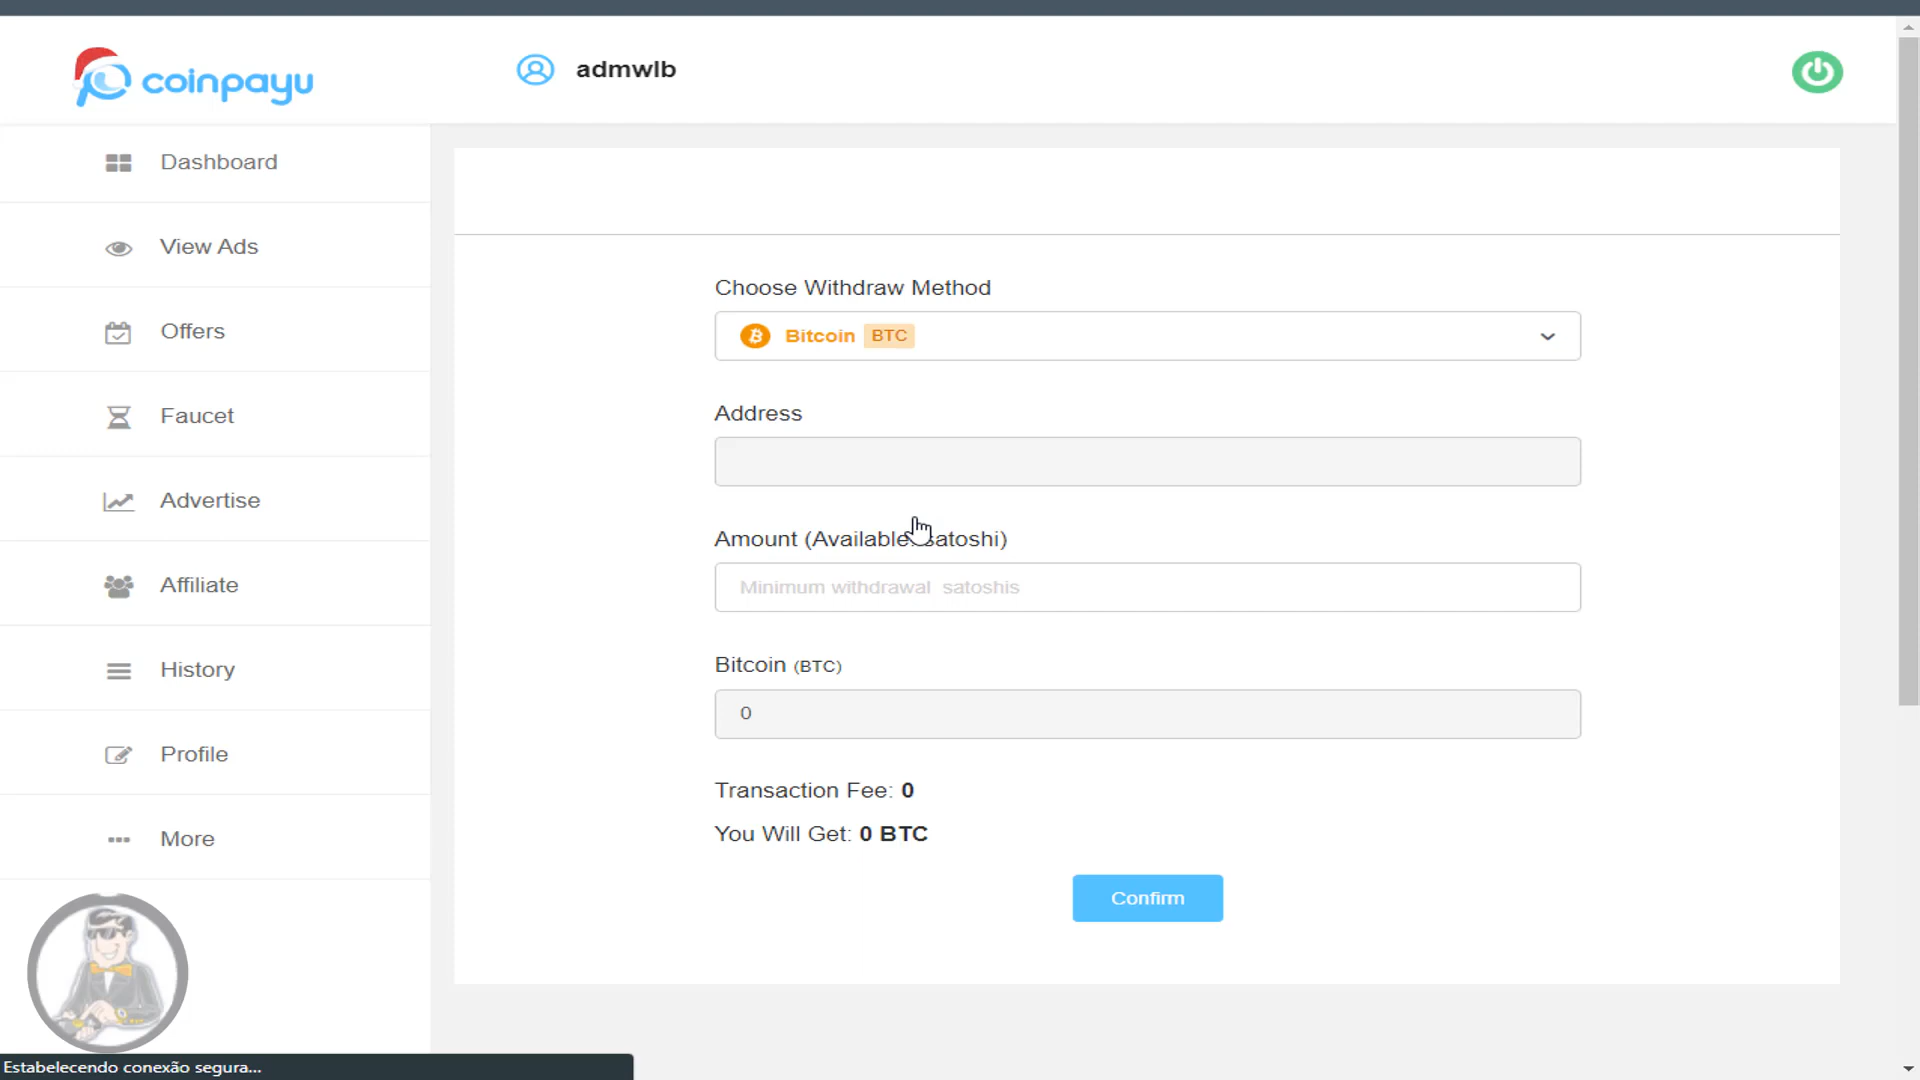 coinpayu
admwlb
Dashboard
View Ads
Offers
Faucet
Advertise
Affiliate
History
Profile
More
Choose Withdraw Method
Bitcoin BTC
Address
Amount (Available: satoshi)
Minimum withdrawal satoshis
Bitcoin (BTC)
0
Transaction Fee: 0
You Will Get: 0 BTC
Confirm
Estabelecendo conexão segura...